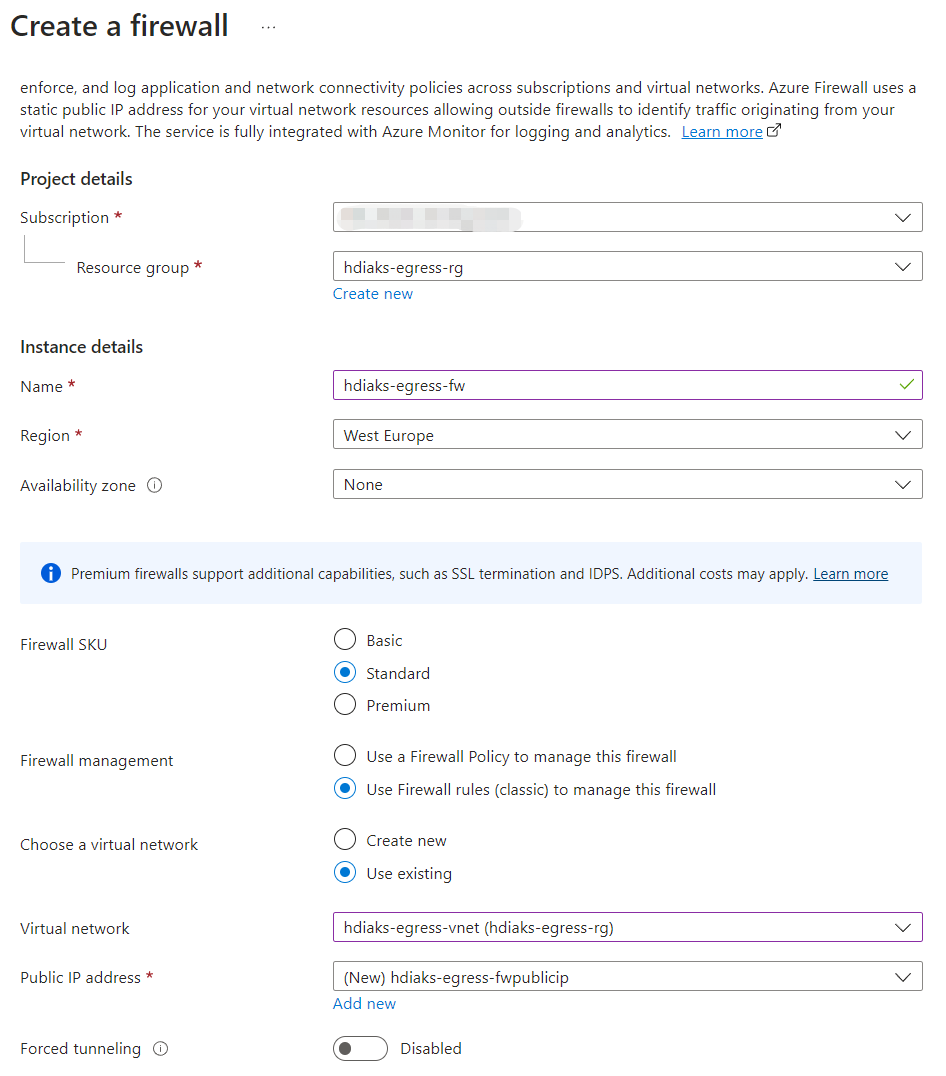 Create a firewall ...
enforce, and log application and network connectivity policies across subscriptions and virtual networks. Azure Firewall uses a
static public IP address for your virtual network resources allowing outside firewalls to identify traffic originating from your
virtual network. The service is fully integrated with Azure Monitor for logging and analytics. Learn more
Project details
Subscription *
Resource group * hdiaks-egress-rg
Create new
Instance details
Name * hdiaks-egress-fw
Region * West Europe
Availability zone None
Premium firewalls support additional capabilities, such as SSL termination and IDPS. Additional costs may apply. Learn more
Firewall SKU Basic
Standard
Premium
Firewall management Use a Firewall Policy to manage this firewall
Use Firewall rules (classic) to manage this firewall
Choose a virtual network Create new
Use existing
Virtual network hdiaks-egress-vnet (hdiaks-egress-rg)
Public IP address * (New) hdiaks-egress-fwpublicip
Add new
Forced tunneling Disabled